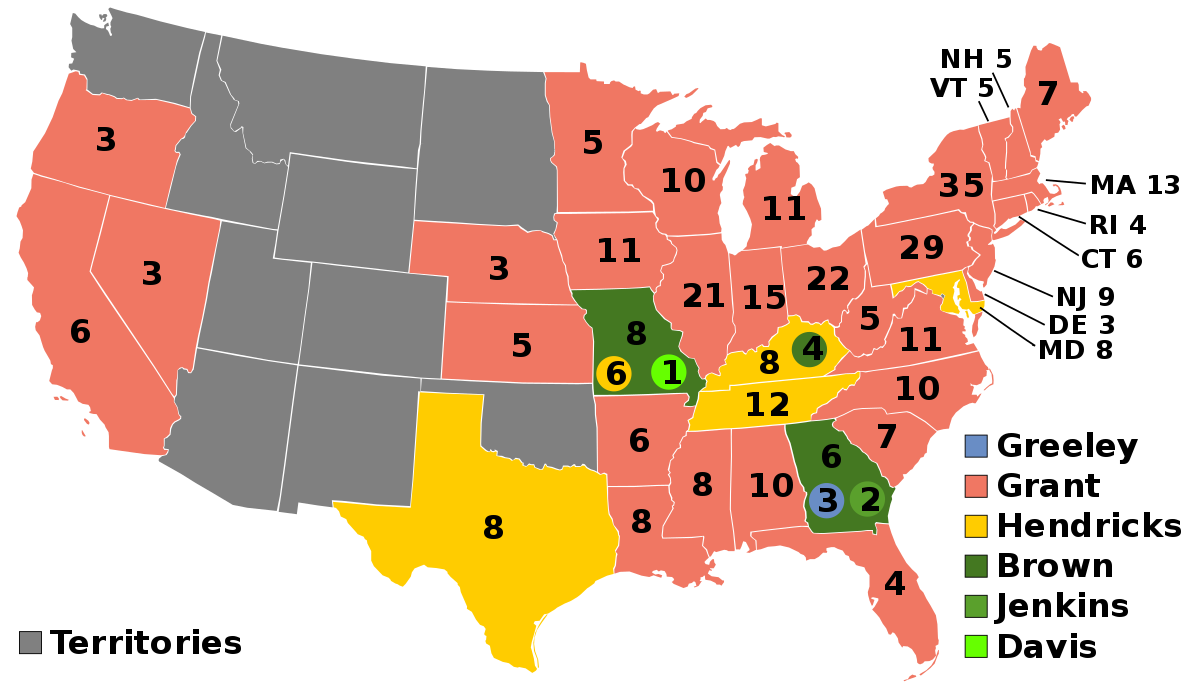 NH 5
VT 5
7
3
5
10
35
MA 13
11
RI 4
29
11
CT 6
3
3
22
21
15
NJ 9
5
DE 3
6
8
11
MD 8
5
4
8
6
1
10
12
6
7
Greeley
6
8
10
Grant
3
2
8
8
Hendricks
Brown
4
Jenkins
Territories
Davis